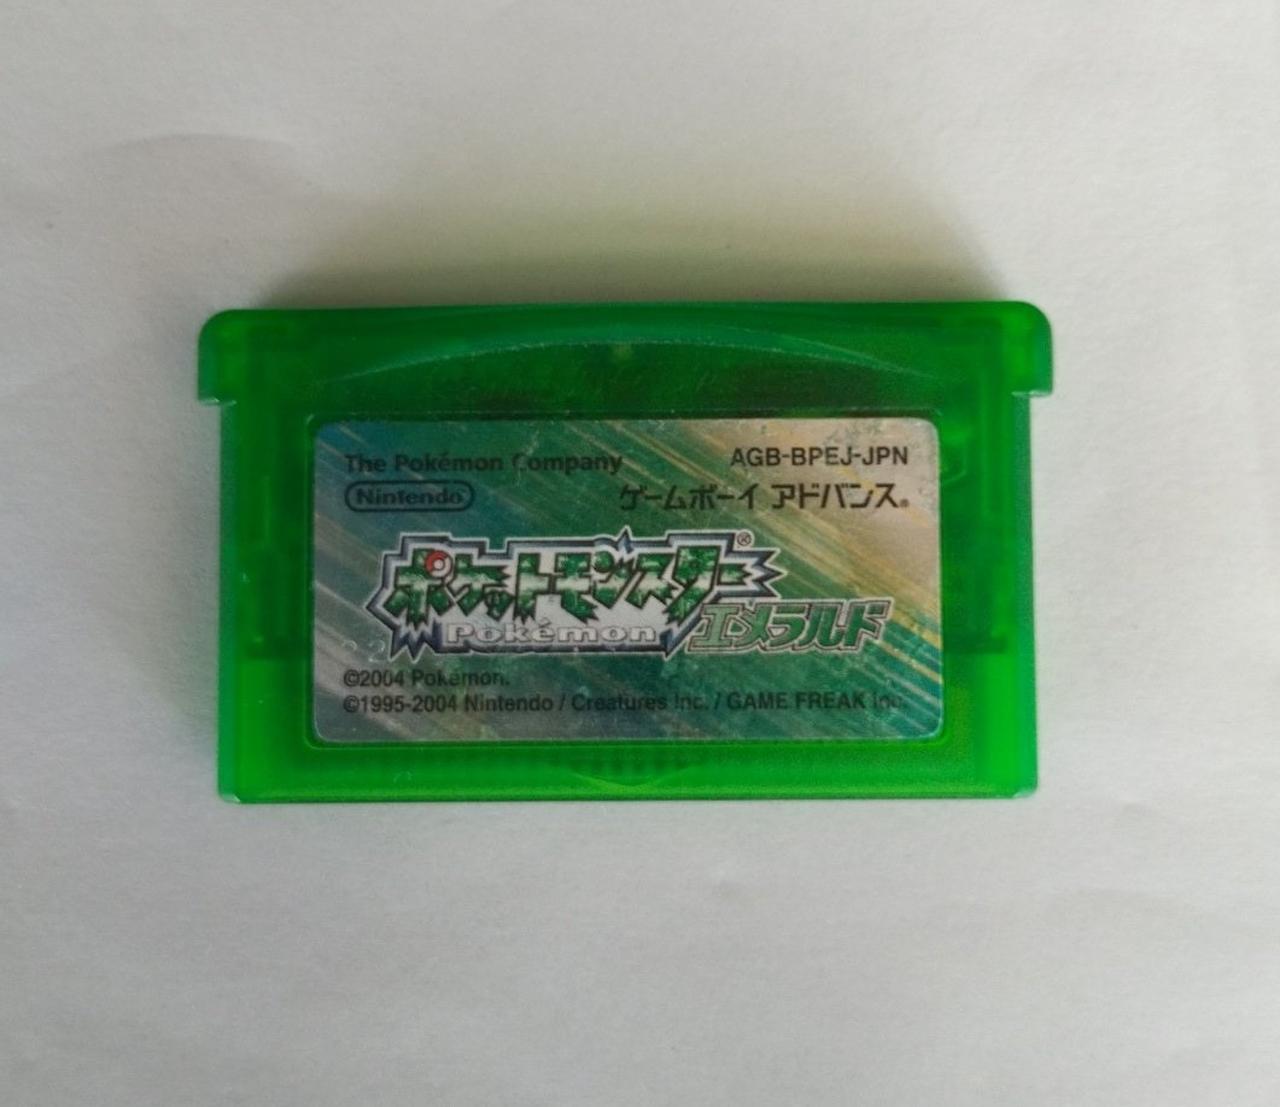 The Pokémon Company AGB-BPEJ-JPN
Nintendo ゲームボーイ アドバンス®
ポケットモンスター®
Pokémon エメラルド
©2004 Pokémon.
©1995-2004 Nintendo / Creatures Inc. / GAME FREAK Inc.